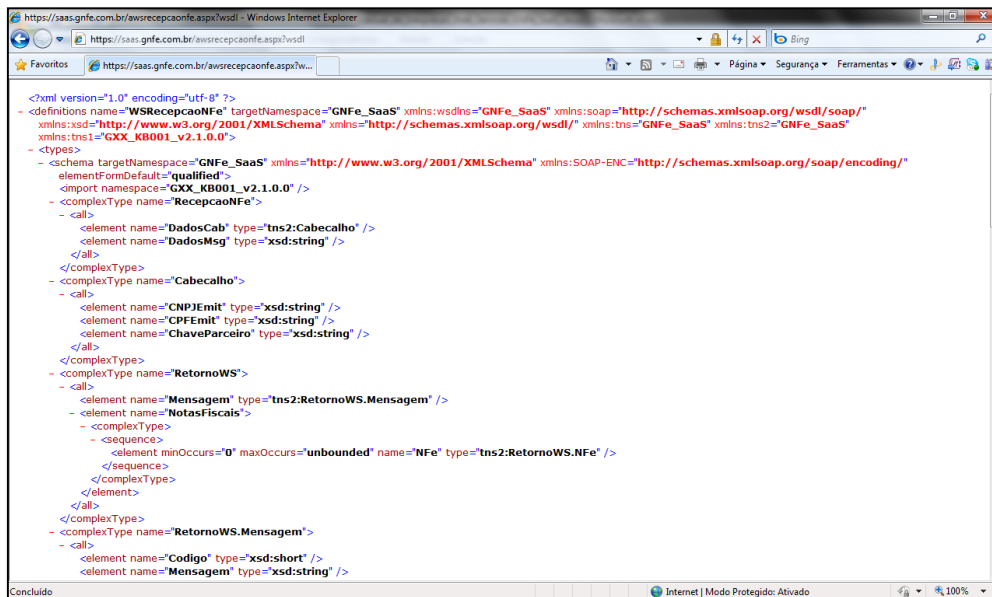 https://saas.gnfe.com.br/awsrecepcaonfe.aspx?wsdl - Windows Internet Explorer
https://saas.gnfe.com.br/awsrecepcaonfe.aspx?wsdl
Bing
Favoritos
https://saas.gnfe.com.br/awsrecepcaonfe.aspx?w...
Página
Segurança
Ferramentas
<?xml version="1.0" encoding="utf-8" ?>
- <definitions name="WSRecepcaoNFe" targetNamespace="GNFe_SaaS" xmlns:wsdlns="GNFe_SaaS" xmlns:soap="http://schemas.xmlsoap.org/wsdl/soap/"
xmlns:xsd="http://www.w3.org/2001/XMLSchema" xmlns="http://schemas.xmlsoap.org/wsdl/" xmlns:tns="GNFe_SaaS" xmlns:tns2="GNFe_SaaS"
xmlns:tns1="GXX_KB001_v2.1.0.0">
- <types>
- <schema targetNamespace="GNFe_SaaS" xmlns="http://www.w3.org/2001/XMLSchema" xmlns:SOAP-ENC="http://schemas.xmlsoap.org/soap/encoding/"
elementFormDefault="qualified">
<import namespace="GXX_KB001_v2.1.0.0" />
- <complexType name="RecepcaoNFe">
- <all>
<element name="DadosCab" type="tns2:Cabecalho" />
<element name="DadosMsg" type="xsd:string" />
</all>
</complexType>
- <complexType name="Cabecalho">
- <all>
<element name="CNPJEmit" type="xsd:string" />
<element name="CPFEmit" type="xsd:string" />
<element name="ChaveParceiro" type="xsd:string" />
</all>
</complexType>
- <complexType name="RetornoWS">
- <all>
<element name="Mensagem" type="tns2:RetornoWS.Mensagem" />
- <element name="NotasFiscais">
- <complexType>
- <sequence>
<element minOccurs="0" maxOccurs="unbounded" name="NFe" type="tns2:RetornoWS.NFe" />
</sequence>
</complexType>
</element>
</all>
</complexType>
- <complexType name="RetornoWS.Mensagem">
- <all>
<element name="Codigo" type="xsd:short" />
<element name="Mensagem" type="xsd:string" />
Concluído
Internet | Modo Protegido: Ativado
100%